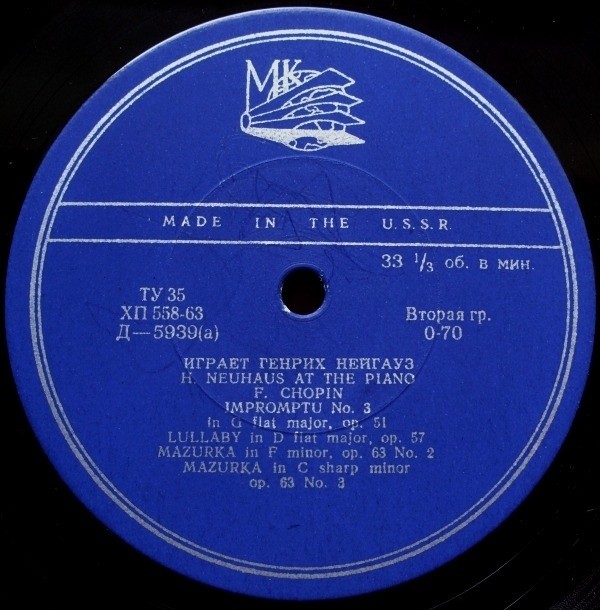 МК
MADE IN THE U.S.S.R.
33 1/3 об. в мин.
ТУ 35
ХП 558-63
Д—5939(а)
Вторая гр.
0-70
ИГРАЕТ ГЕНРИХ НЕЙГАУЗ
H. NEUHAUS AT THE PIANO
F. CHOPIN
IMPROMPTU No. 3
in G flat major, op. 51
LULLABY in D flat major, op. 57
MAZURKA in F minor, op. 63 No. 2
MAZURKA in C sharp minor
op. 63 No. 3